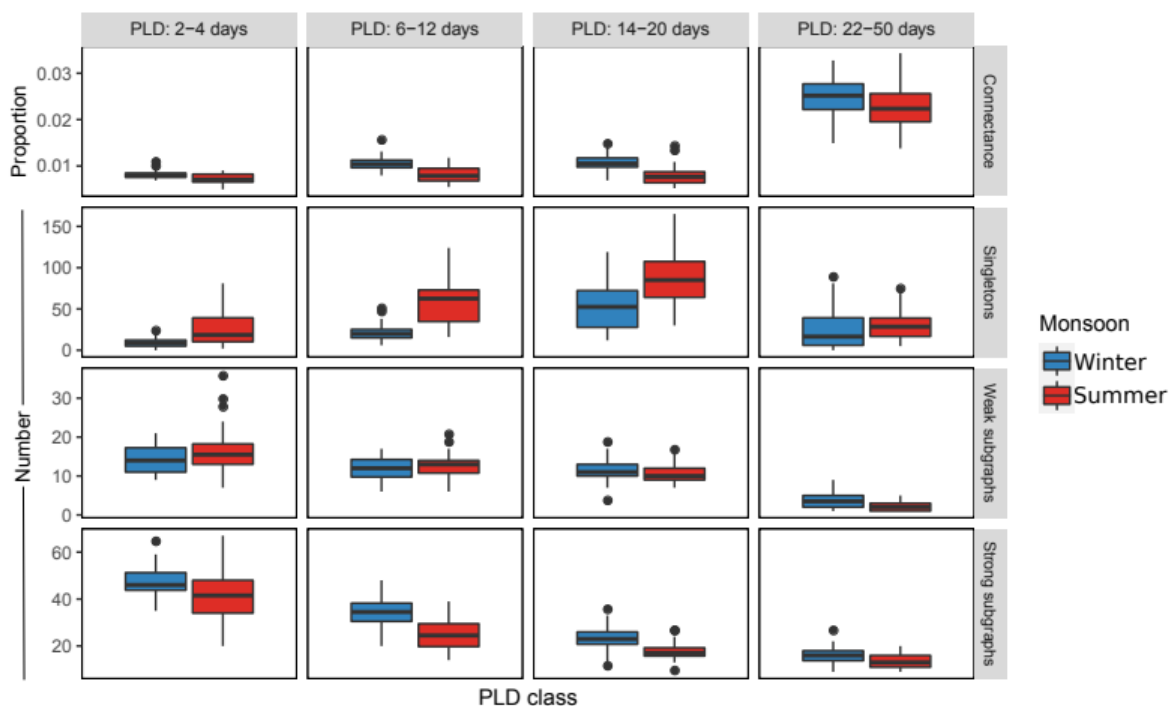 PLD: 2−4 days
PLD: 6−12 days
PLD: 14−20 days
PLD: 22−50 days
Proportion
0.03
0.02
0.01
Connectance
Number
150
100
50
0
Singletons
30
20
10
0
Weak subgraphs
60
40
20
Strong subgraphs
PLD class
Monsoon
Winter
Summer